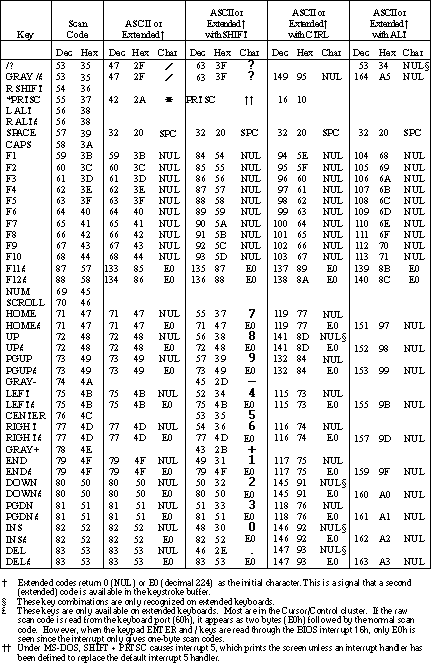 Key Scan Code ASCII or Extended† ASCII or Extended† with SHIFT ASCII or Extended† with CTRL ASCII or Extended† with ALT
Dec Hex Dec Hex Char Dec Hex Char Dec Hex Char Dec Hex Char
/? 53 35 47 2F / 63 3F ? 53 34 NUL§
GRAY /£ 53 35 47 2F / 63 3F ? 149 95 NUL 164 A5 NUL
R SHIFT 54 36
*PRTSC 55 37 42 2A * PRTSC †† 16 10
L ALT 56 38
R ALT£ 56 38
SPACE 57 39 32 20 SPC 32 20 SPC 32 20 SPC 32 20 SPC
CAPS 58 3A
F1 59 3B 59 3B NUL 84 54 NUL 94 5E NUL 104 68 NUL
F2 60 3C 60 3C NUL 85 55 NUL 95 5F NUL 105 69 NUL
F3 61 3D 61 3D NUL 86 56 NUL 96 60 NUL 106 6A NUL
F4 62 3E 62 3E NUL 87 57 NUL 97 61 NUL 107 6B NUL
F5 63 3F 63 3F NUL 88 58 NUL 98 62 NUL 108 6C NUL
F6 64 40 64 40 NUL 89 59 NUL 99 63 NUL 109 6D NUL
F7 65 41 65 41 NUL 90 5A NUL 100 64 NUL 110 6E NUL
F8 66 42 66 42 NUL 91 5B NUL 101 65 NUL 111 6F NUL
F9 67 43 67 43 NUL 92 5C NUL 102 66 NUL 112 70 NUL
F10 68 44 68 44 NUL 93 5D NUL 103 67 NUL 113 71 NUL
F11£ 87 57 133 85 E0 135 87 E0 137 89 E0 139 8B E0
F12£ 88 58 134 86 E0 136 88 E0 138 8A E0 140 8C E0
NUM 69 45
SCROLL 70 46
HOME 71 47 71 47 NUL 55 37 7 119 77 NUL
HOME£ 71 47 71 47 E0 71 47 E0 119 77 E0 151 97 NUL
UP 72 48 72 48 NUL 56 38 8 141 8D NUL§
UP£ 72 48 72 48 E0 72 48 E0 141 8D E0 152 98 NUL
PGUP 73 49 73 49 NUL 57 39 9 132 84 NUL
PGUP£ 73 49 73 49 E0 73 49 E0 132 84 E0 153 99 NUL
GRAY- 74 4A 45 2D −
LEFT 75 4B 75 4B NUL 52 34 4 115 73 NUL
LEFT£ 75 4B 75 4B E0 75 4B E0 115 73 E0 155 9B NUL
CENTER 76 4C 53 35 5
RIGHT 77 4D 77 4D NUL 54 36 6 116 74 NUL
RIGHT£ 77 4D 77 4D E0 77 4D E0 116 74 E0 157 9D NUL
GRAY+ 78 4E 43 2B +
END 79 4F 79 4F NUL 49 31 1 117 75 NUL
END£ 79 4F 79 4F E0 79 4F E0 117 75 E0 159 9F NUL
DOWN 80 50 80 50 NUL 50 32 2 145 91 NUL§
DOWN£ 80 50 80 50 E0 80 50 E0 145 91 E0 160 A0 NUL
PGDN 81 51 81 51 NUL 51 33 3 118 76 NUL
PGDN£ 81 51 81 51 E0 81 51 E0 118 76 E0 161 A1 NUL
INS 82 52 82 52 NUL 48 30 0 146 92 NUL§
INS£ 82 52 82 52 E0 82 52 E0 146 92 E0 162 A2 NUL
DEL 83 53 83 53 NUL 46 2E . 147 93 NUL§
DEL£ 83 53 83 53 E0 83 53 E0 147 93 E0 163 A3 NUL
† Extended codes return 0 (NUL) or E0 (decimal 224) as the initial character. This is a signal that a second
(extended) code is available in the keystroke buffer.
§ These key combinations are only recognized on extended keyboards.
£ These keys are only available on extended keyboards. Most are in the Cursor/Control cluster. If the raw
scan code is read from the keyboard port (60h), it appears as two bytes (E0h) followed by the normal scan
code. However, when the keypad ENTER and / keys are read through the BIOS interrupt 16h, only E0h is
seen since the interrupt only gives one-byte scan codes.
†† Under MS-DOS, SHIFT + PRTSC causes interrupt 5, which prints the screen unless an interrupt handler has
been defined to replace the default interrupt 5 handler.